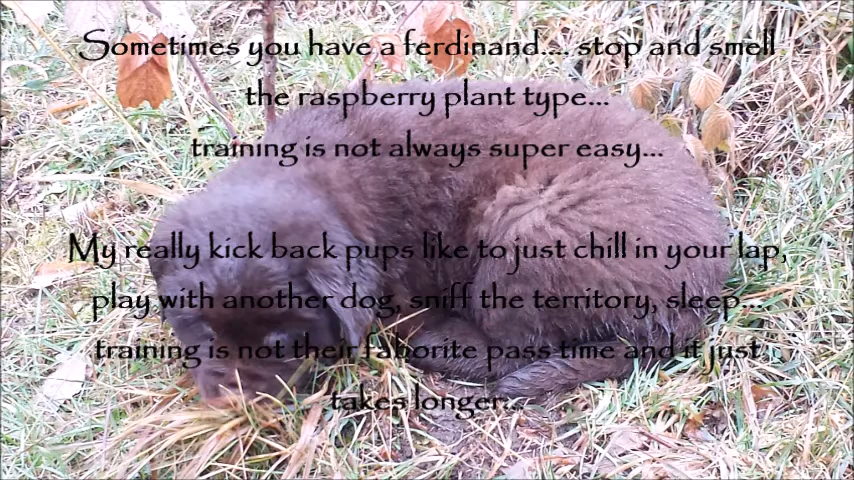 Sometimes you have a ferdinand.... stop and smell
the raspberry plant type...
training is not always super easy...
My really kick back pups like to just chill in your lap,
play with another dog, sniff the territory, sleep...
training is not their faborite pass time and it just
takes longer...